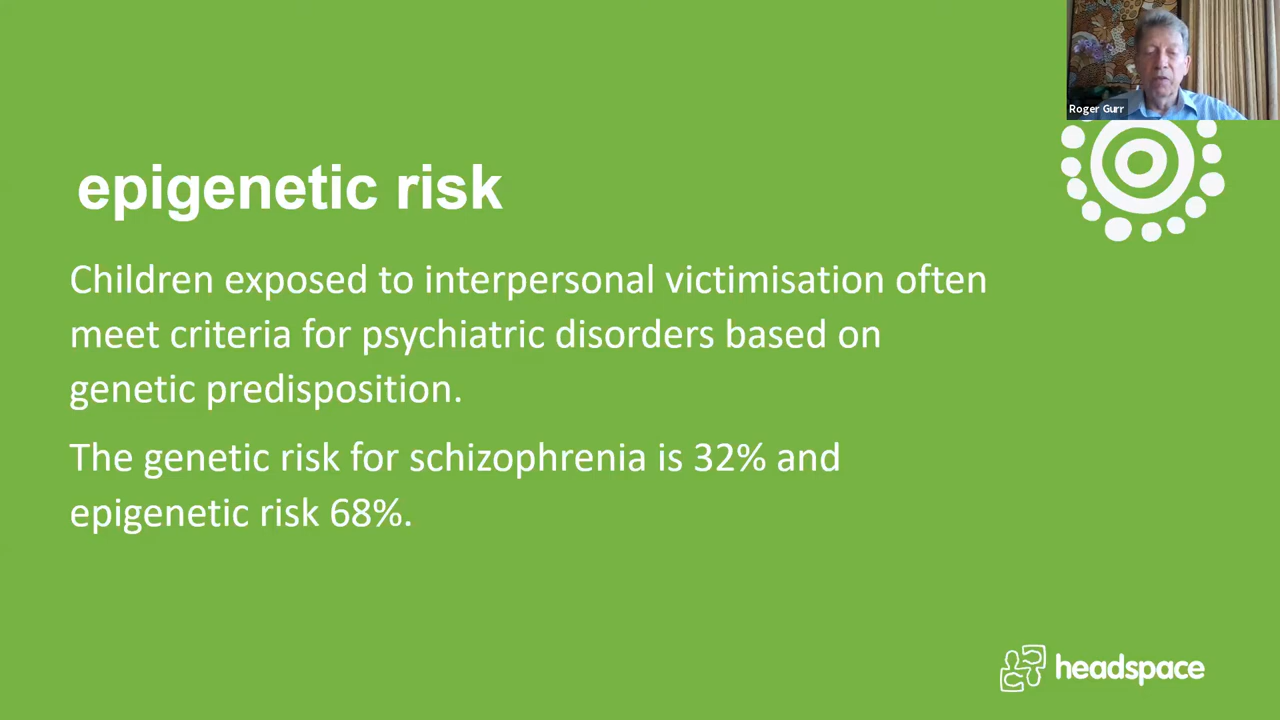 Roger Gurr
epigenetic risk
Children exposed to interpersonal victimisation often
meet criteria for psychiatric disorders based on
genetic predisposition.
The genetic risk for schizophrenia is 32% and
epigenetic risk 68%.
headspace